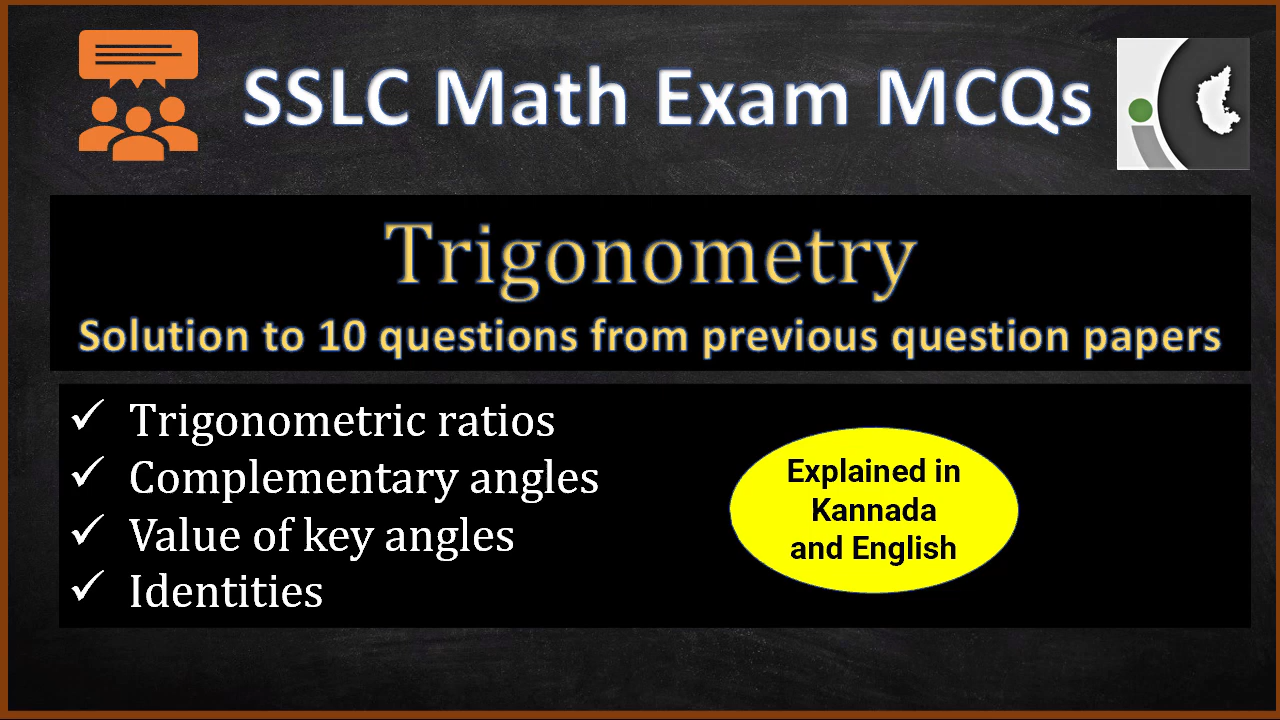 SSLC Math Exam MCQs
Trigonometry
Solution to 10 questions from previous question papers
✓ Trigonometric ratios
✓ Complementary angles
✓ Value of key angles
✓ Identities
Explained in
Kannada
and English